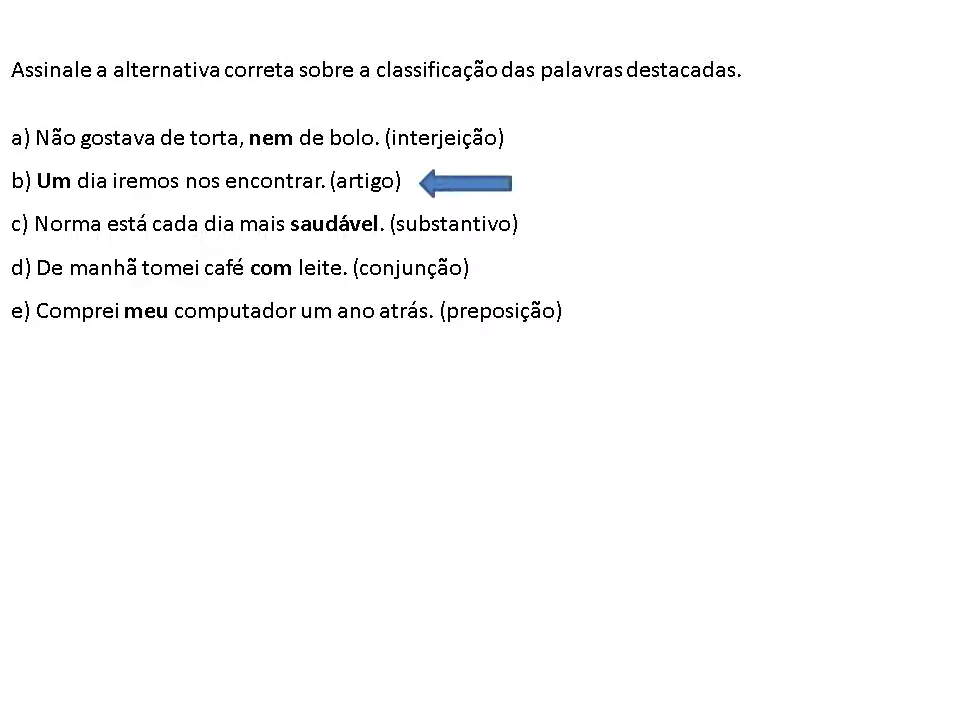 Assinale a alternativa correta sobre a classificação das palavras destacadas.
a) Não gostava de torta, nem de bolo. (interjeição)
b) Um dia iremos nos encontrar. (artigo)
c) Norma está cada dia mais saudável. (substantivo)
d) De manhã tomei café com leite. (conjunção)
e) Comprei meu computador um ano atrás. (preposição)